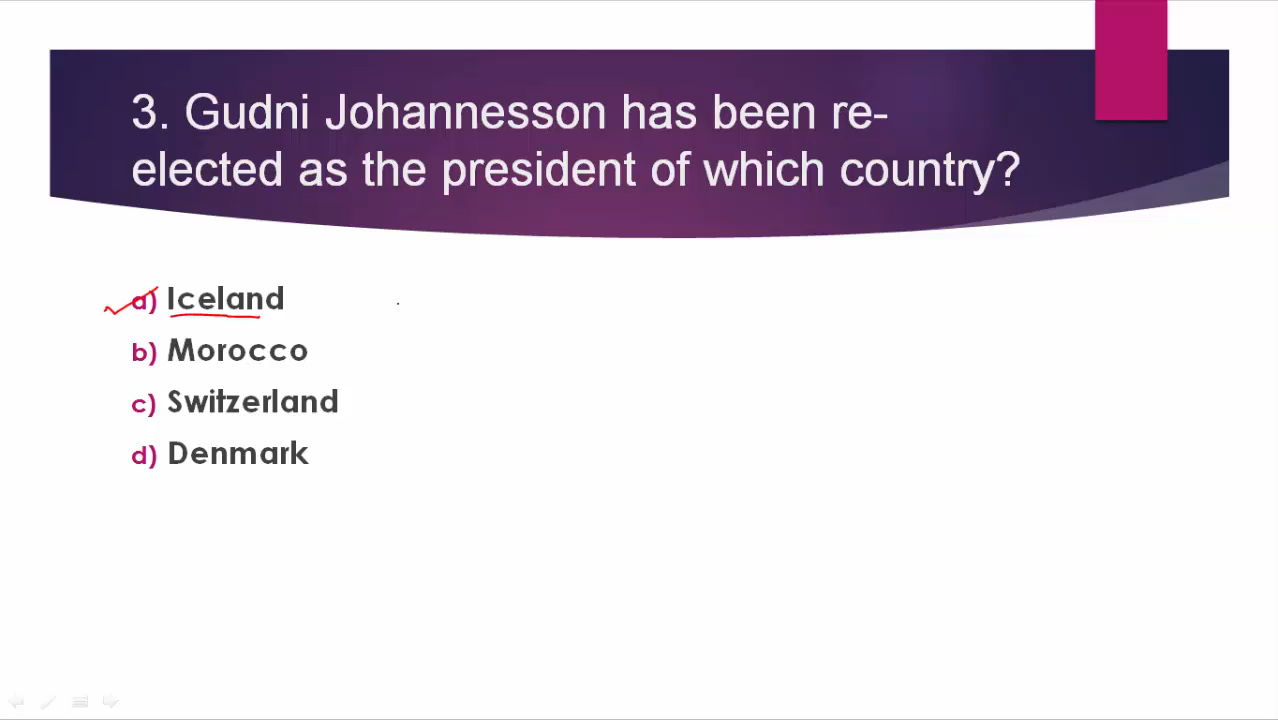 3. Gudni Johannesson has been re-
elected as the president of which country?
a) Iceland
b) Morocco
c) Switzerland
d) Denmark